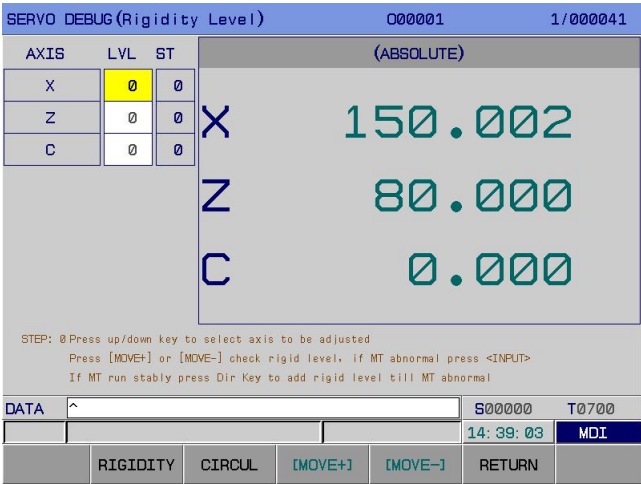 SERVO DEBUG(Rigidity Level) O00001 1/000041
AXIS LVL ST (ABSOLUTE)
X 0 0
Z 0 0
C 0 0
X 150.002
Z 80.000
C 0.000
STEP: 0 Press up/down key to select axis to be adjusted
Press [MOVE+] or [MOVE-] check rigid level, if MT abnormal press <INPUT>
If MT run stably press Dir Key to add rigid level till MT abnormal
DATA ^ S00000 T0700
14:39:03 MDI
RIGIDITY CIRCUL [MOVE+] [MOVE-] RETURN